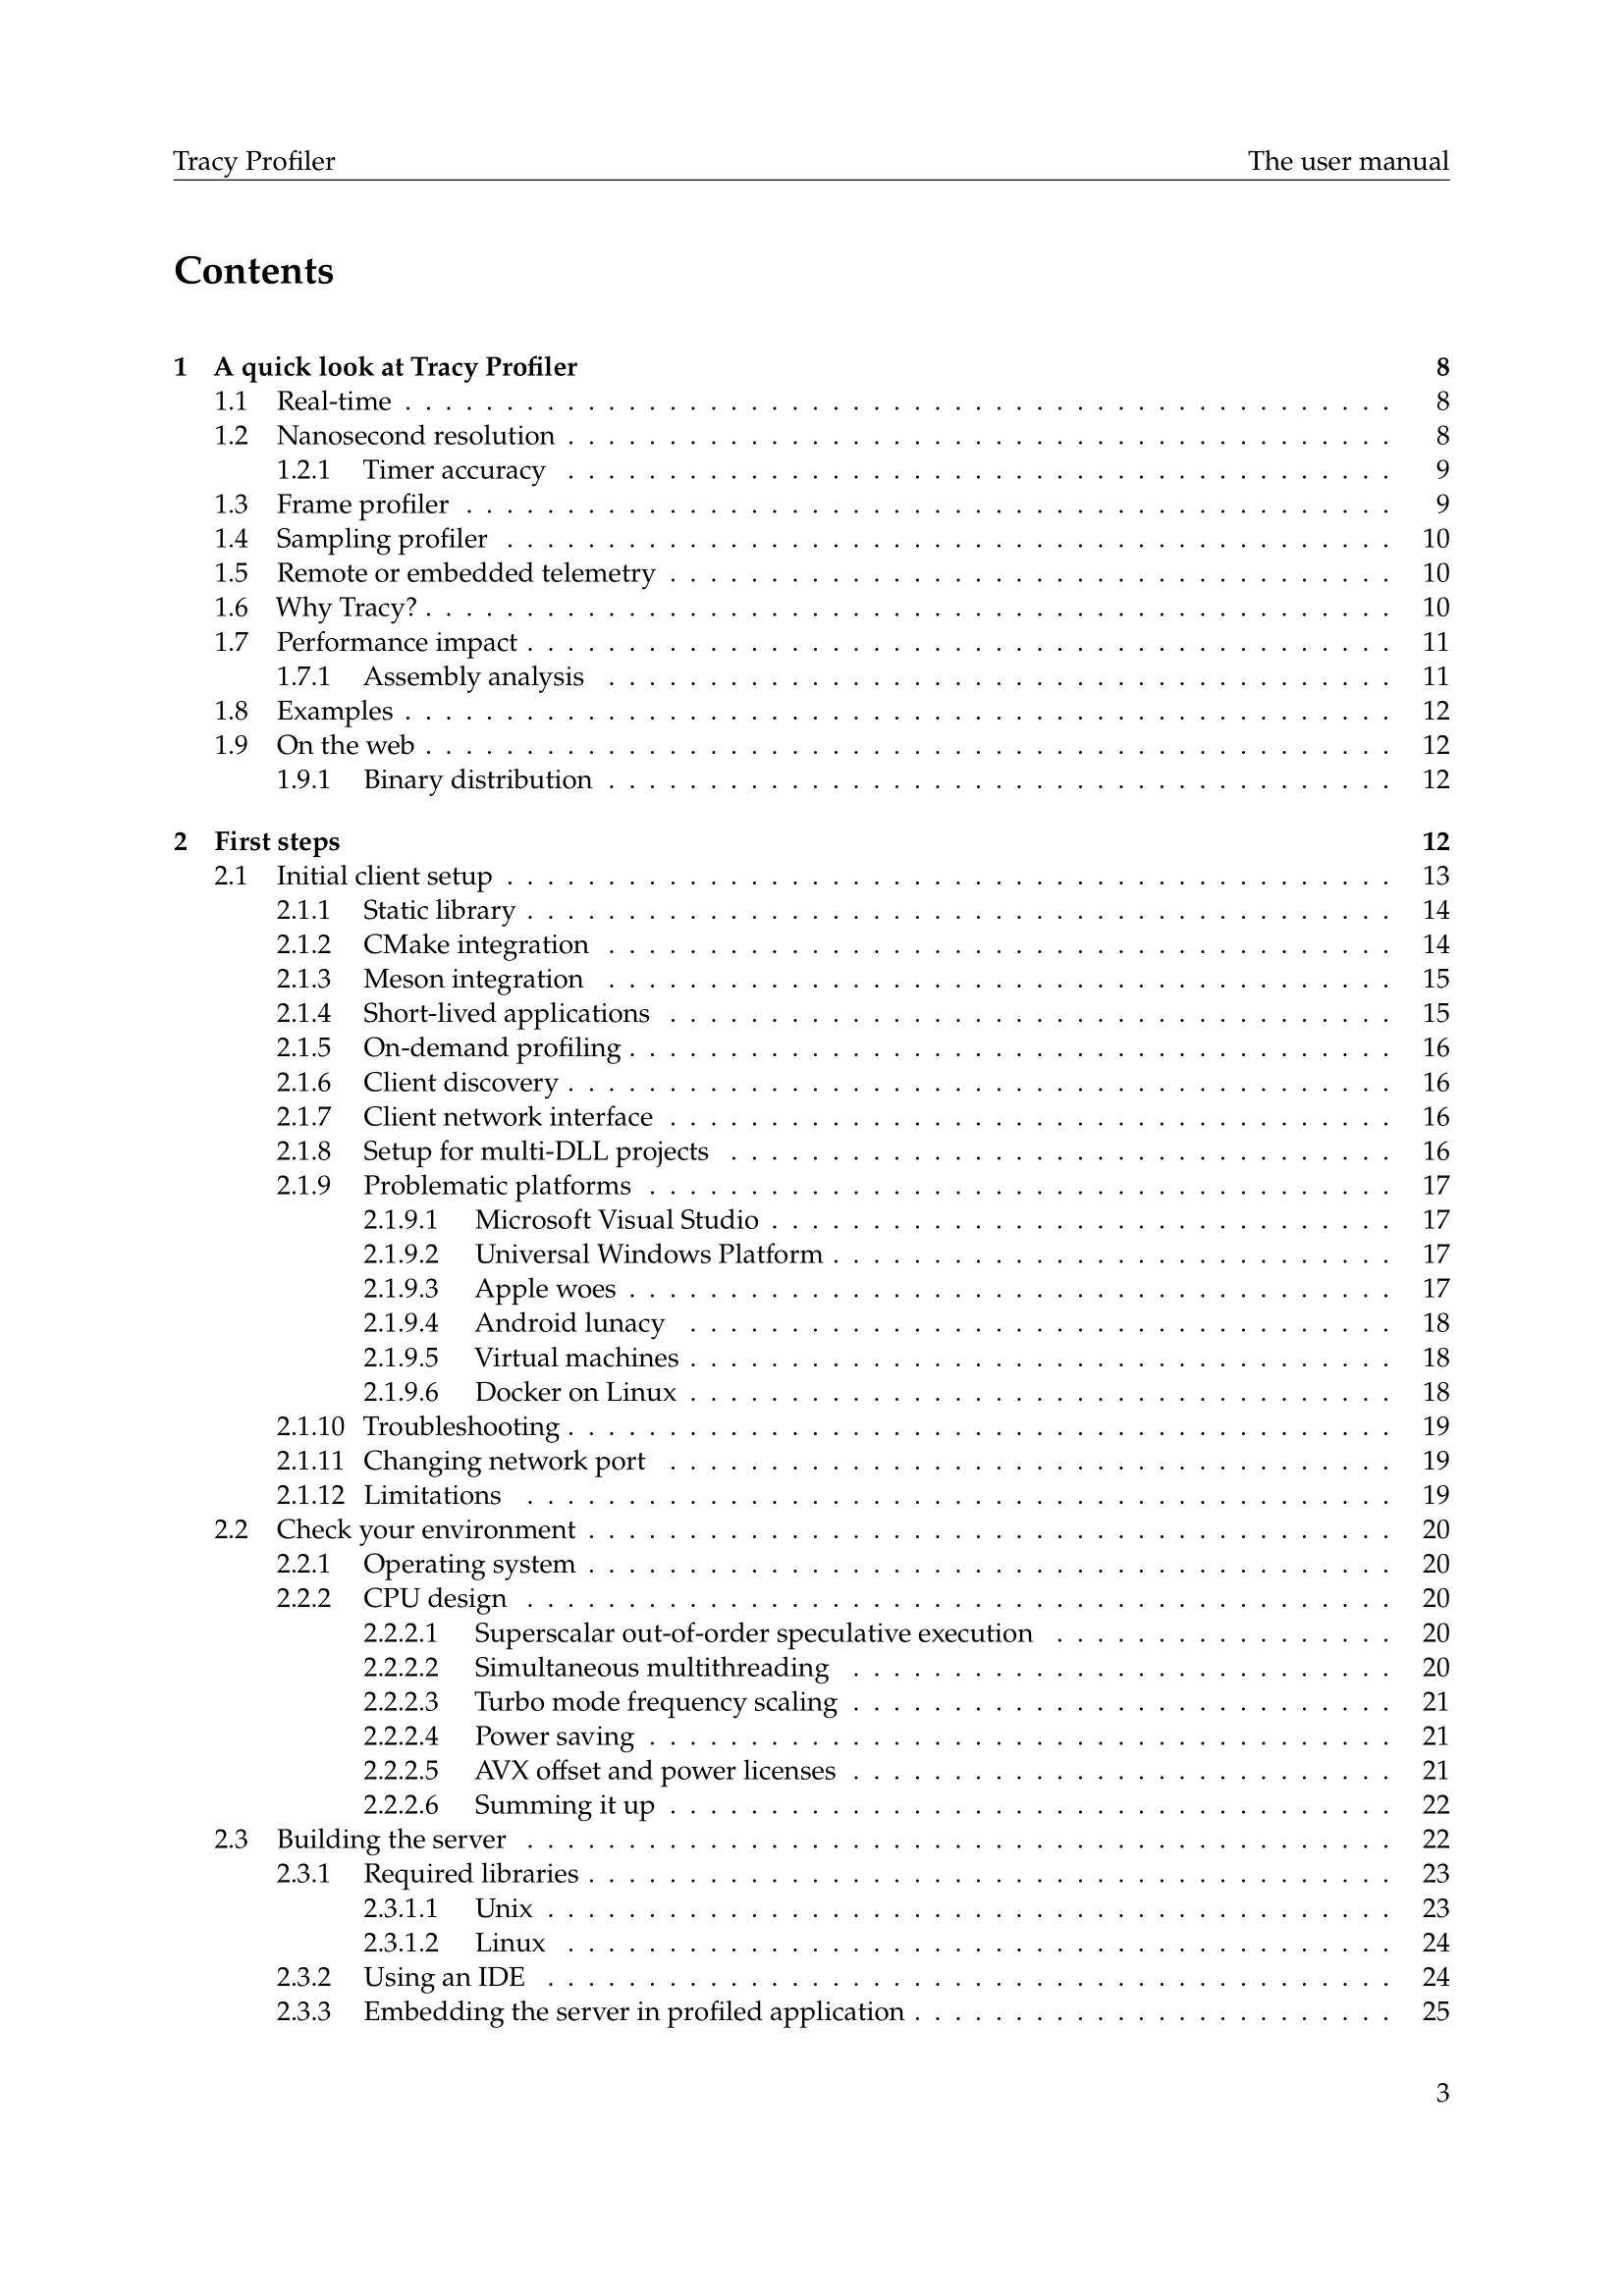 Tracy Profiler The user manual
Contents
1 A quick look at Tracy Profiler 8
1.1 Real-time . . . . . . . . . . . . . . . . . . . . . . . . . . . . . . . . . . . . . . . . . . . . . . . . . 8
1.2 Nanosecond resolution . . . . . . . . . . . . . . . . . . . . . . . . . . . . . . . . . . . . . . . . . 8
1.2.1 Timer accuracy . . . . . . . . . . . . . . . . . . . . . . . . . . . . . . . . . . . . . . . . . 9
1.3 Frame profiler . . . . . . . . . . . . . . . . . . . . . . . . . . . . . . . . . . . . . . . . . . . . . . 9
1.4 Sampling profiler . . . . . . . . . . . . . . . . . . . . . . . . . . . . . . . . . . . . . . . . . . . . 10
1.5 Remote or embedded telemetry . . . . . . . . . . . . . . . . . . . . . . . . . . . . . . . . . . . . 10
1.6 Why Tracy? . . . . . . . . . . . . . . . . . . . . . . . . . . . . . . . . . . . . . . . . . . . . . . . . 10
1.7 Performance impact . . . . . . . . . . . . . . . . . . . . . . . . . . . . . . . . . . . . . . . . . . . 11
1.7.1 Assembly analysis . . . . . . . . . . . . . . . . . . . . . . . . . . . . . . . . . . . . . . . 11
1.8 Examples . . . . . . . . . . . . . . . . . . . . . . . . . . . . . . . . . . . . . . . . . . . . . . . . . 12
1.9 On the web . . . . . . . . . . . . . . . . . . . . . . . . . . . . . . . . . . . . . . . . . . . . . . . . 12
1.9.1 Binary distribution . . . . . . . . . . . . . . . . . . . . . . . . . . . . . . . . . . . . . . . 12
2 First steps 12
2.1 Initial client setup . . . . . . . . . . . . . . . . . . . . . . . . . . . . . . . . . . . . . . . . . . . . 13
2.1.1 Static library . . . . . . . . . . . . . . . . . . . . . . . . . . . . . . . . . . . . . . . . . . . 14
2.1.2 CMake integration . . . . . . . . . . . . . . . . . . . . . . . . . . . . . . . . . . . . . . . 14
2.1.3 Meson integration . . . . . . . . . . . . . . . . . . . . . . . . . . . . . . . . . . . . . . . 15
2.1.4 Short-lived applications . . . . . . . . . . . . . . . . . . . . . . . . . . . . . . . . . . . . 15
2.1.5 On-demand profiling . . . . . . . . . . . . . . . . . . . . . . . . . . . . . . . . . . . . . . 16
2.1.6 Client discovery . . . . . . . . . . . . . . . . . . . . . . . . . . . . . . . . . . . . . . . . . 16
2.1.7 Client network interface . . . . . . . . . . . . . . . . . . . . . . . . . . . . . . . . . . . . 16
2.1.8 Setup for multi-DLL projects . . . . . . . . . . . . . . . . . . . . . . . . . . . . . . . . . 16
2.1.9 Problematic platforms . . . . . . . . . . . . . . . . . . . . . . . . . . . . . . . . . . . . . 17
2.1.9.1 Microsoft Visual Studio . . . . . . . . . . . . . . . . . . . . . . . . . . . . . . . 17
2.1.9.2 Universal Windows Platform . . . . . . . . . . . . . . . . . . . . . . . . . . . . 17
2.1.9.3 Apple woes . . . . . . . . . . . . . . . . . . . . . . . . . . . . . . . . . . . . . . 17
2.1.9.4 Android lunacy . . . . . . . . . . . . . . . . . . . . . . . . . . . . . . . . . . . 18
2.1.9.5 Virtual machines . . . . . . . . . . . . . . . . . . . . . . . . . . . . . . . . . . . 18
2.1.9.6 Docker on Linux . . . . . . . . . . . . . . . . . . . . . . . . . . . . . . . . . . . 18
2.1.10 Troubleshooting . . . . . . . . . . . . . . . . . . . . . . . . . . . . . . . . . . . . . . . . . 19
2.1.11 Changing network port . . . . . . . . . . . . . . . . . . . . . . . . . . . . . . . . . . . . 19
2.1.12 Limitations . . . . . . . . . . . . . . . . . . . . . . . . . . . . . . . . . . . . . . . . . . . 19
2.2 Check your environment . . . . . . . . . . . . . . . . . . . . . . . . . . . . . . . . . . . . . . . . 20
2.2.1 Operating system . . . . . . . . . . . . . . . . . . . . . . . . . . . . . . . . . . . . . . . . 20
2.2.2 CPU design . . . . . . . . . . . . . . . . . . . . . . . . . . . . . . . . . . . . . . . . . . . 20
2.2.2.1 Superscalar out-of-order speculative execution . . . . . . . . . . . . . . . . . 20
2.2.2.2 Simultaneous multithreading . . . . . . . . . . . . . . . . . . . . . . . . . . . 20
2.2.2.3 Turbo mode frequency scaling . . . . . . . . . . . . . . . . . . . . . . . . . . . 21
2.2.2.4 Power saving . . . . . . . . . . . . . . . . . . . . . . . . . . . . . . . . . . . . . 21
2.2.2.5 AVX offset and power licenses . . . . . . . . . . . . . . . . . . . . . . . . . . . 21
2.2.2.6 Summing it up . . . . . . . . . . . . . . . . . . . . . . . . . . . . . . . . . . . . 22
2.3 Building the server . . . . . . . . . . . . . . . . . . . . . . . . . . . . . . . . . . . . . . . . . . . 22
2.3.1 Required libraries . . . . . . . . . . . . . . . . . . . . . . . . . . . . . . . . . . . . . . . . 23
2.3.1.1 Unix . . . . . . . . . . . . . . . . . . . . . . . . . . . . . . . . . . . . . . . . . . 23
2.3.1.2 Linux . . . . . . . . . . . . . . . . . . . . . . . . . . . . . . . . . . . . . . . . . 24
2.3.2 Using an IDE . . . . . . . . . . . . . . . . . . . . . . . . . . . . . . . . . . . . . . . . . . 24
2.3.3 Embedding the server in profiled application . . . . . . . . . . . . . . . . . . . . . . . . 25
3